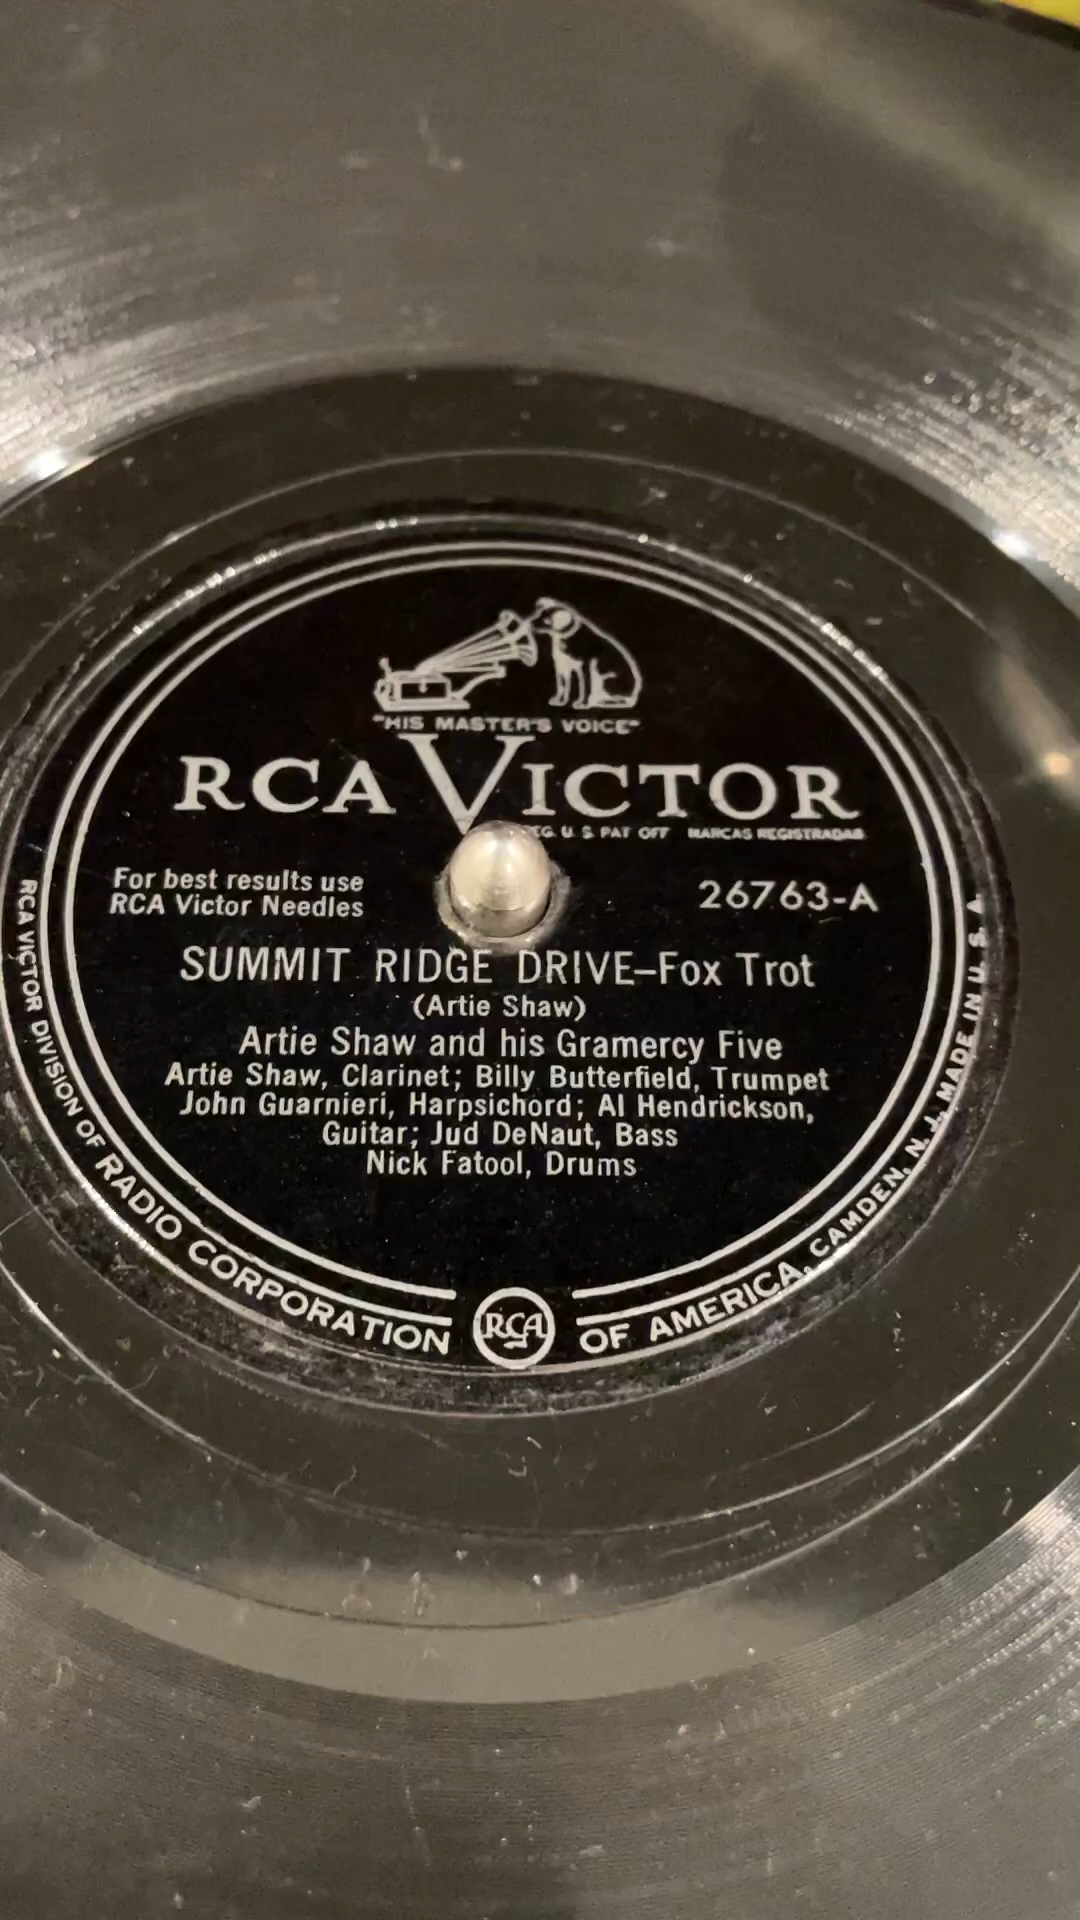 "HIS MASTER'S VOICE"
RCA VICTOR
U S PAT OFF MARCAS REGISTRADAS
For best results use
RCA Victor Needles
26763-A
SUMMIT RIDGE DRIVE–Fox Trot
(Artie Shaw)
Artie Shaw and his Gramercy Five
Artie Shaw, Clarinet; Billy Butterfield, Trumpet
John Guarnieri, Harpsichord; Al Hendrickson,
Guitar; Jud DeNaut, Bass
Nick Fatool, Drums
RCA VICTOR DIVISION OF RADIO CORPORATION OF AMERICA, CAMDEN, N. J. MADE IN U. S. A.
RCA